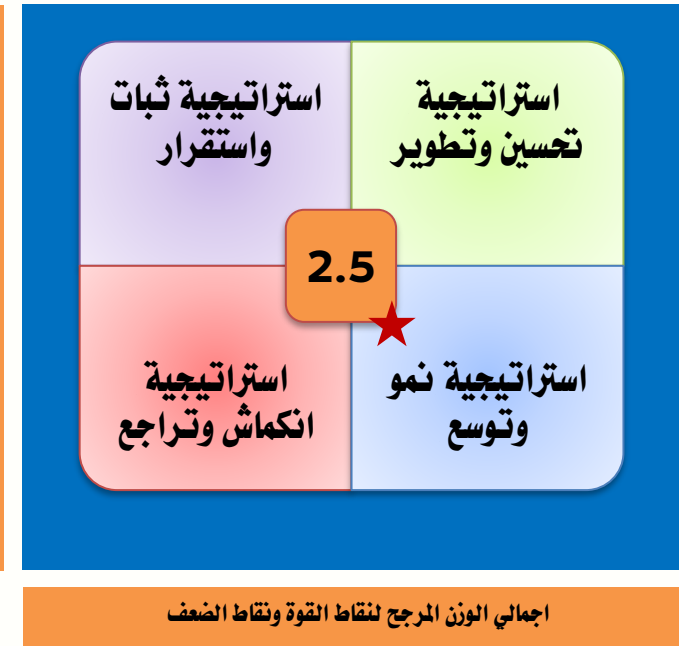 استراتيجية
تحسين وتطوير
استراتيجية ثبات
واستقرار
2.5
استراتيجية نمو
وتوسع
استراتيجية
انكماش وتراجع
اجمالي الوزن المرجح لنقاط القوة ونقاط الضعف